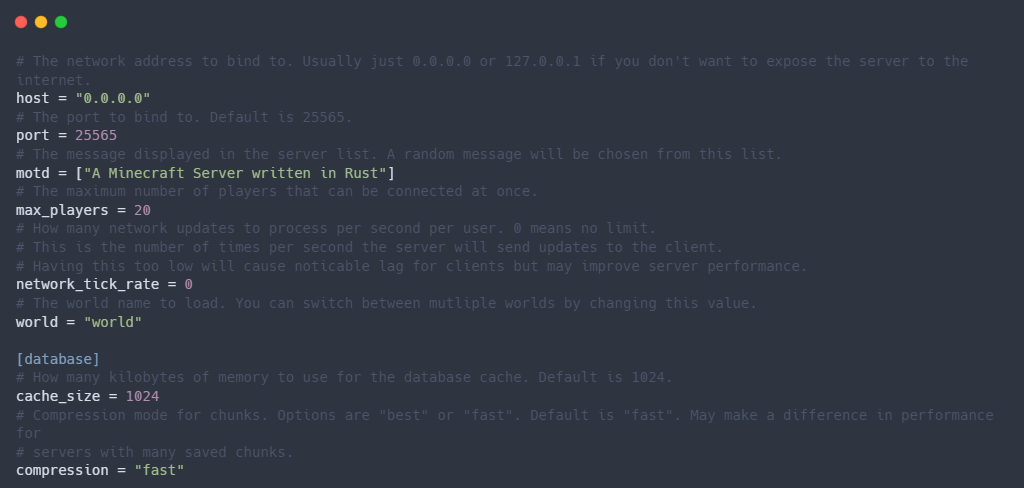 # The network address to bind to. Usually just 0.0.0.0 or 127.0.0.1 if you don't want to expose the server to the
internet.
host = "0.0.0.0"
# The port to bind to. Default is 25565.
port = 25565
# The message displayed in the server list. A random message will be chosen from this list.
motd = ["A Minecraft Server written in Rust"]
# The maximum number of players that can be connected at once.
max_players = 20
# How many network updates to process per second per user. 0 means no limit.
# This is the number of times per second the server will send updates to the client.
# Having this too low will cause noticable lag for clients but may improve server performance.
network_tick_rate = 0
# The world name to load. You can switch between mutliple worlds by changing this value.
world = "world"

[database]
# How many kilobytes of memory to use for the database cache. Default is 1024.
cache_size = 1024
# Compression mode for chunks. Options are "best" or "fast". Default is "fast". May make a difference in performance
for
# servers with many saved chunks.
compression = "fast"